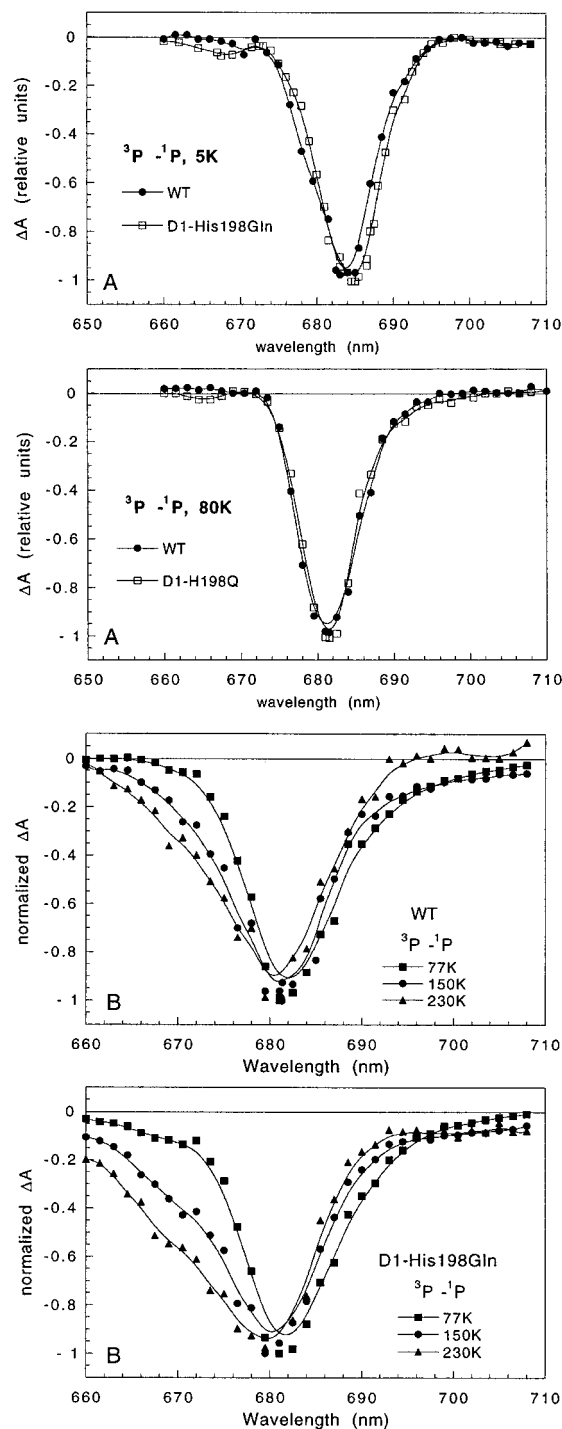 0
-0.2
-0.4
-0.6
-0.8
-1
ΔA (relative units)
³P -¹P, 5K
WT
D1-His198Gln
A
650 660 670 680 690 700 710
wavelength (nm)
0
-0.2
-0.4
-0.6
-0.8
-1
ΔA (relative units)
³P -¹P, 80K
WT
D1-H198Q
A
650 660 670 680 690 700 710
wavelength (nm)
0
-0.2
-0.4
-0.6
-0.8
-1
normalized ΔA
WT
³P -¹P
77K
150K
230K
B
660 670 680 690 700 710
Wavelength (nm)
0
-0.2
-0.4
-0.6
-0.8
-1
normalized ΔA
D1-His198Gln
³P -¹P
77K
150K
230K
B
660 670 680 690 700 710
Wavelength (nm)